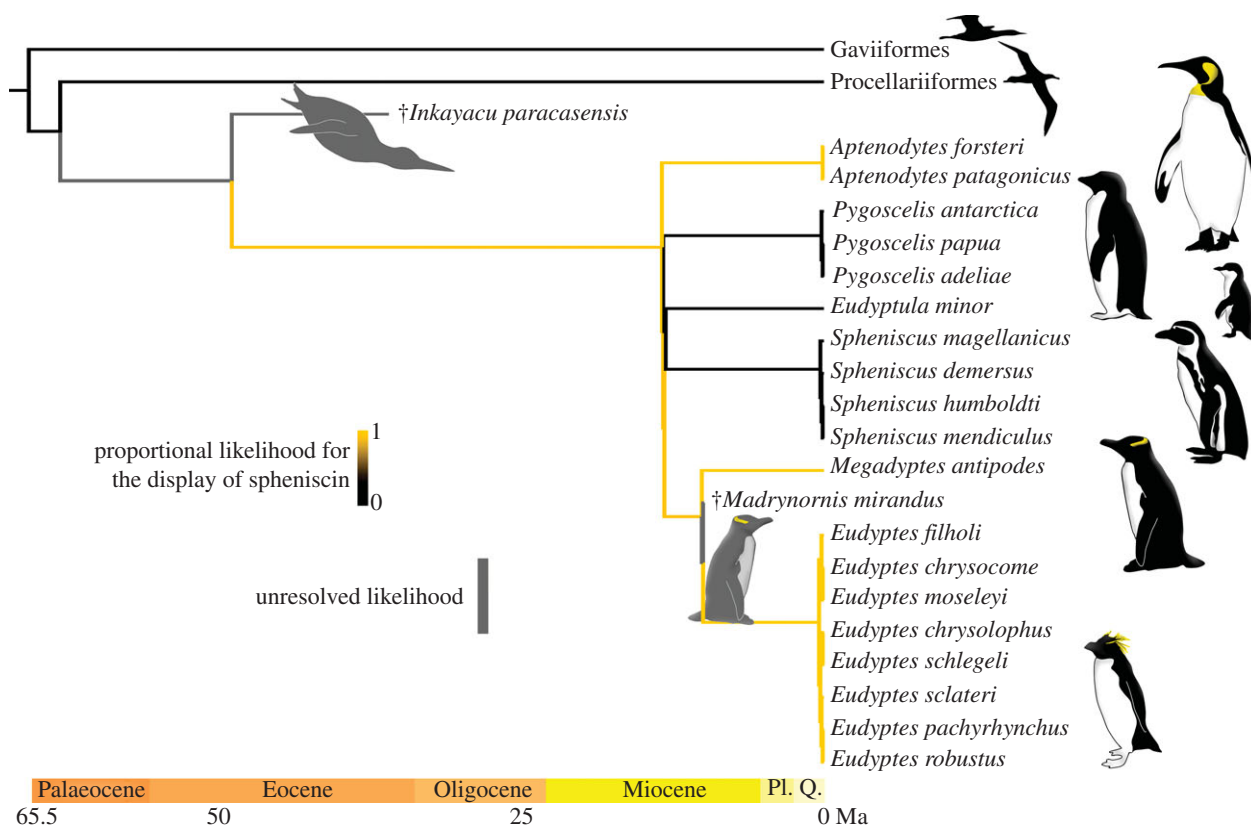 Gaviiformes
Procellariiformes
†Inkayacu paracasensis
Aptenodytes forsteri
Aptenodytes patagonicus
Pygoscelis antarctica
Pygoscelis papua
Pygoscelis adeliae
Eudyptula minor
Spheniscus magellanicus
Spheniscus demersus
Spheniscus humboldti
Spheniscus mendiculus
Megadyptes antipodes
†Madrynornis mirandus
Eudyptes filholi
Eudyptes chrysocome
Eudyptes moseleyi
Eudyptes chrysolophus
Eudyptes schlegeli
Eudyptes sclateri
Eudyptes pachyrhynchus
Eudyptes robustus
proportional likelihood for
the display of spheniscin
1
0
unresolved likelihood
Palaeocene Eocene Oligocene Miocene Pl. Q.
65.5 50 25 0 Ma